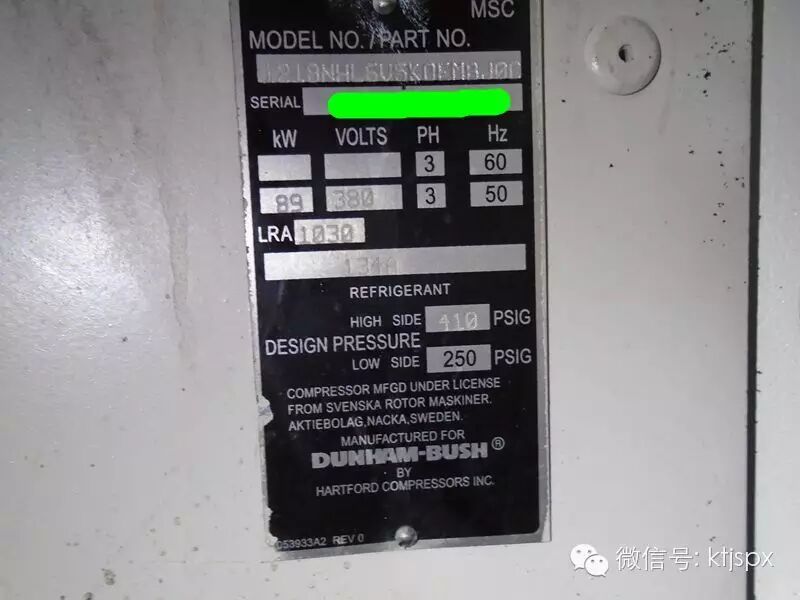 MSC
MODEL NO./PART NO.
SERIAL
kW VOLTS PH Hz
3 60
89 380 3 50
LRA 1030
134A
REFRIGERANT
HIGH SIDE 410 PSIG
DESIGN PRESSURE
LOW SIDE 250 PSIG
COMPRESSOR MFGD UNDER LICENSE
FROM SVENSKA ROTOR MASKINER.
AKTIEBOLAG, NACKA, SWEDEN.
MANUFACTURED FOR
DUNHAM-BUSH®
BY
HARTFORD COMPRESSORS INC.
053933A2 REV 0
微信号: ktjspx